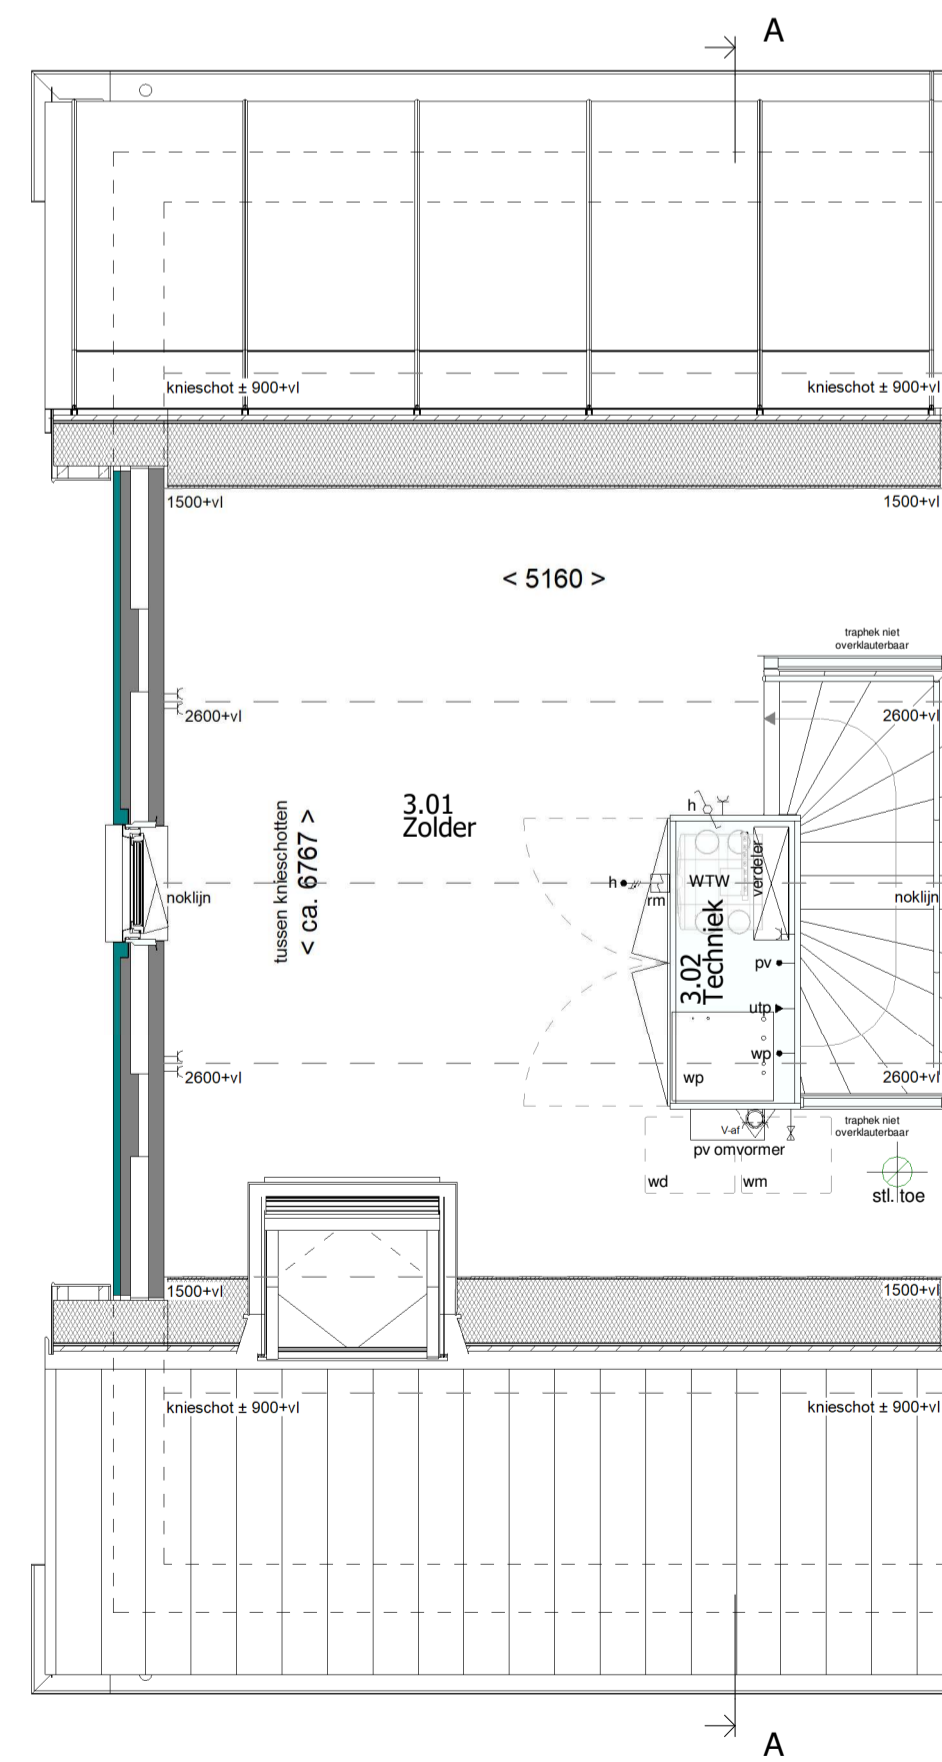 A
knieschot ± 900+vl
knieschot ± 900+vl
1500+vl
1500+vl
< 5160 >
traphek niet
overklauterbaar
2600+vl
2600+vl
3.01
Zolder
tussen knieschotten
< ca. 6767 >
h
verdeler
h
rm
WTW
noklijn
noklijn
3.02
Techniek
pv
utp
wp
wp
2600+vl
2600+vl
V-af
pv omvormer
traphek niet
overklauterbaar
wd
wm
stl. toe
1500+vl
1500+vl
knieschot ± 900+vl
knieschot ± 900+vl
A